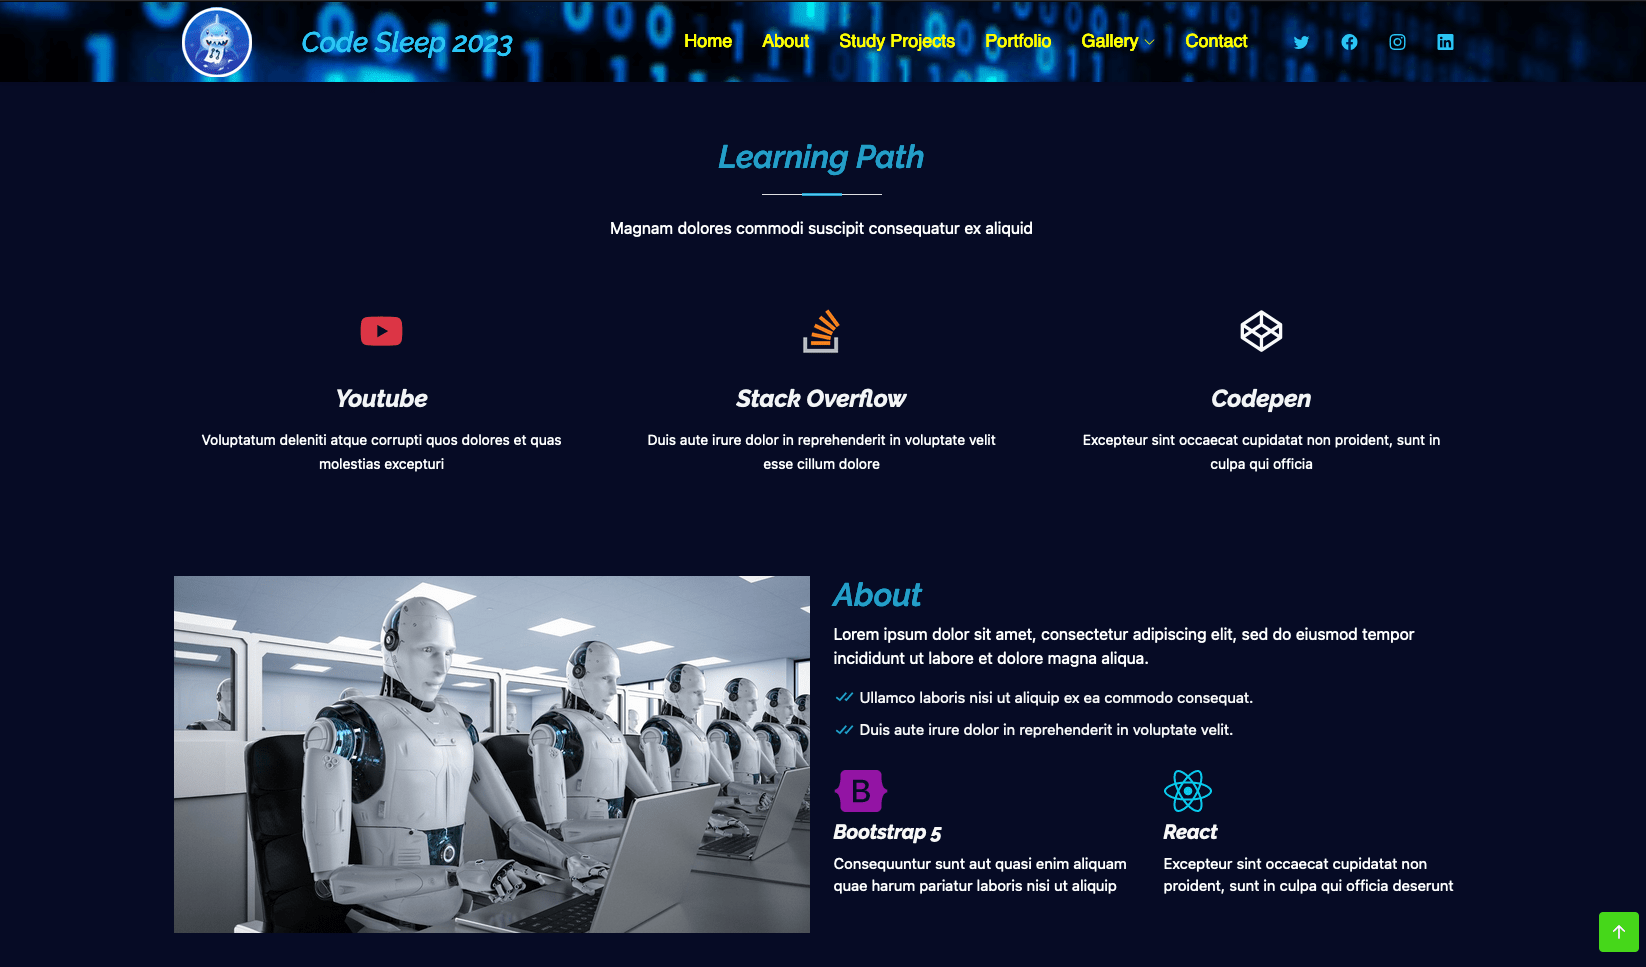 Code Sleep 2023
Home About Study Projects Portfolio Gallery Contact
Learning Path
Magnam dolores commodi suscipit consequatur ex aliquid
Youtube
Voluptatum deleniti atque corrupti quos dolores et quas
molestias excepturi
Stack Overflow
Duis aute irure dolor in reprehenderit in voluptate velit
esse cillum dolore
Codepen
Excepteur sint occaecat cupidatat non proident, sunt in
culpa qui officia
About
Lorem ipsum dolor sit amet, consectetur adipiscing elit, sed do eiusmod tempor
incididunt ut labore et dolore magna aliqua.
Ullamco laboris nisi ut aliquip ex ea commodo consequat.
Duis aute irure dolor in reprehenderit in voluptate velit.
B
Bootstrap 5
Consequuntur sunt aut quasi enim aliquam
quae harum pariatur laboris nisi ut aliquip
React
Excepteur sint occaecat cupidatat non
proident, sunt in culpa qui officia deserunt